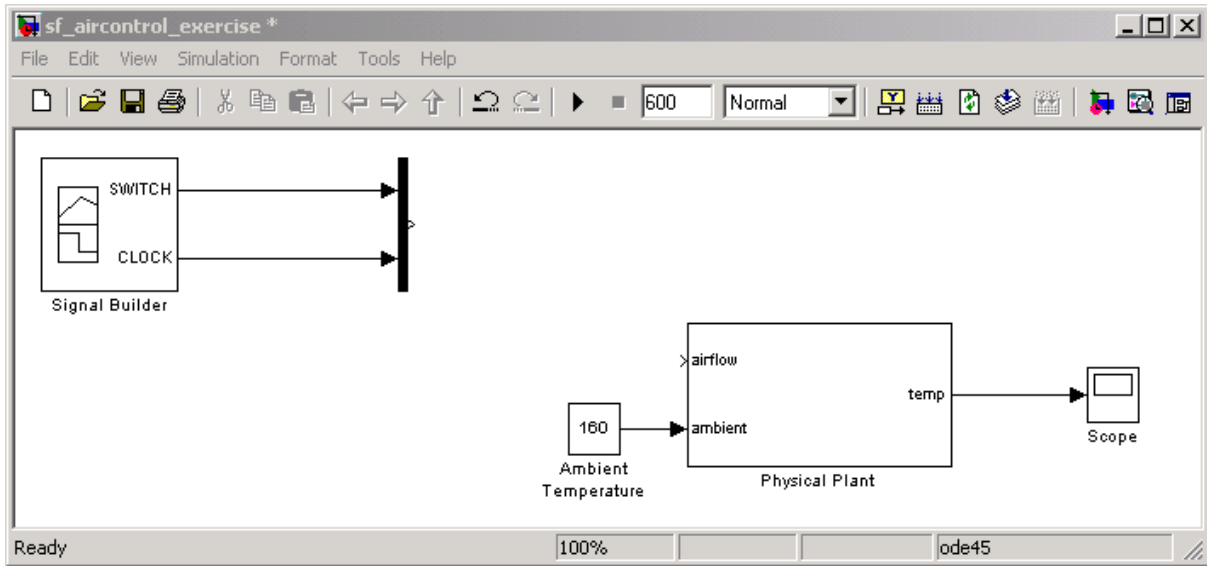 sf_aircontrol_exercise *
File Edit View Simulation Format Tools Help
600 Normal
SWITCH
CLOCK
Signal Builder
airflow
temp
160
ambient
Ambient
Temperature
Physical Plant
Scope
Ready 100% ode45